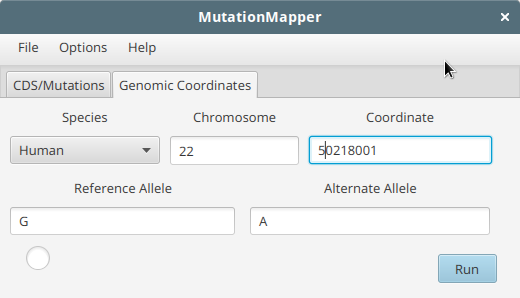 MutationMapper
File Options Help
CDS/Mutations Genomic Coordinates
Species Chromosome Coordinate
Human 22 50218001
Reference Allele Alternate Allele
G A
Run